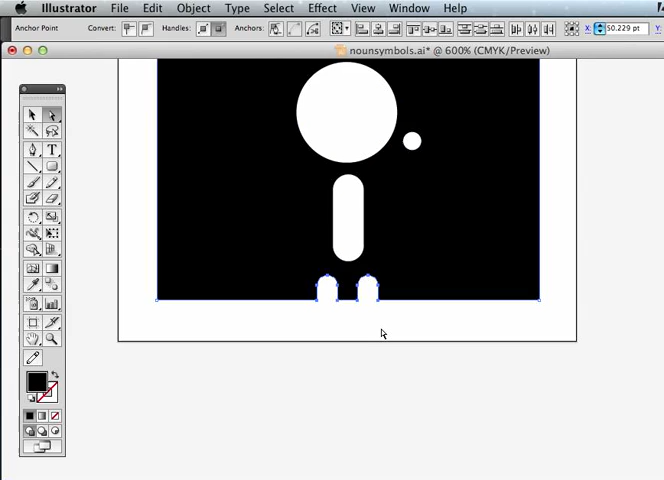 Illustrator File Edit Object Type Select Effect View Window Help
Anchor Point Convert: Handles: Anchors: X: 50.229 pt Y:
nounsymbols.ai* @ 600% (CMYK/Preview)
T